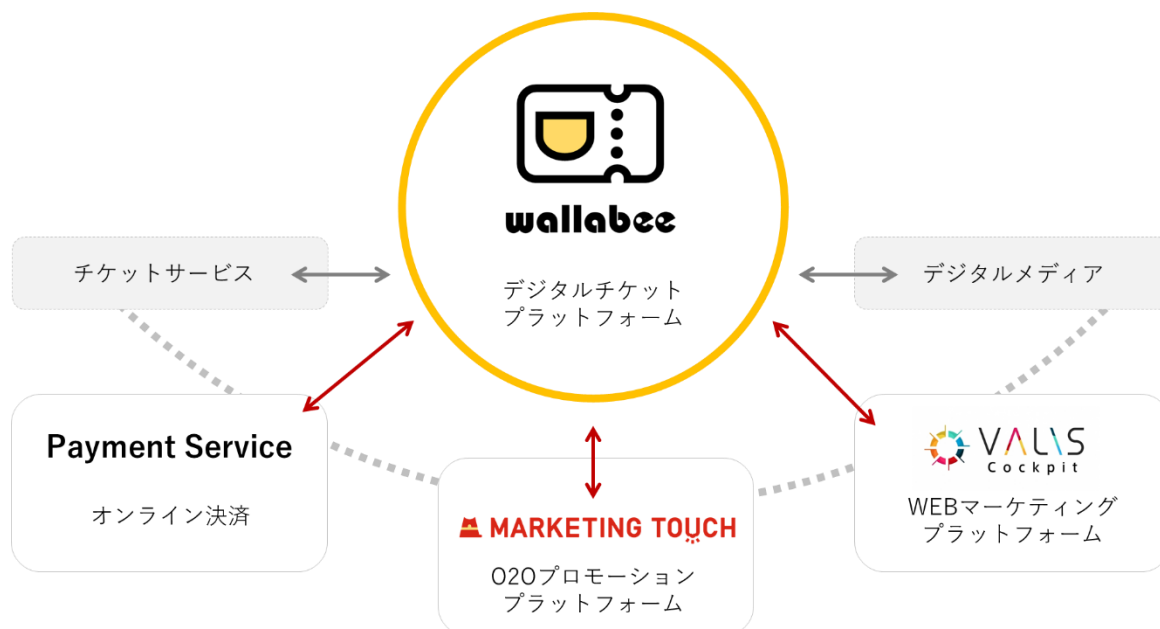 wallabee
デジタルチケット
プラットフォーム
チケットサービス
デジタルメディア
Payment Service
オンライン決済
MARKETING TOUCH
O2Oプロモーション
プラットフォーム
VALIS
Cockpit
WEBマーケティング
プラットフォーム